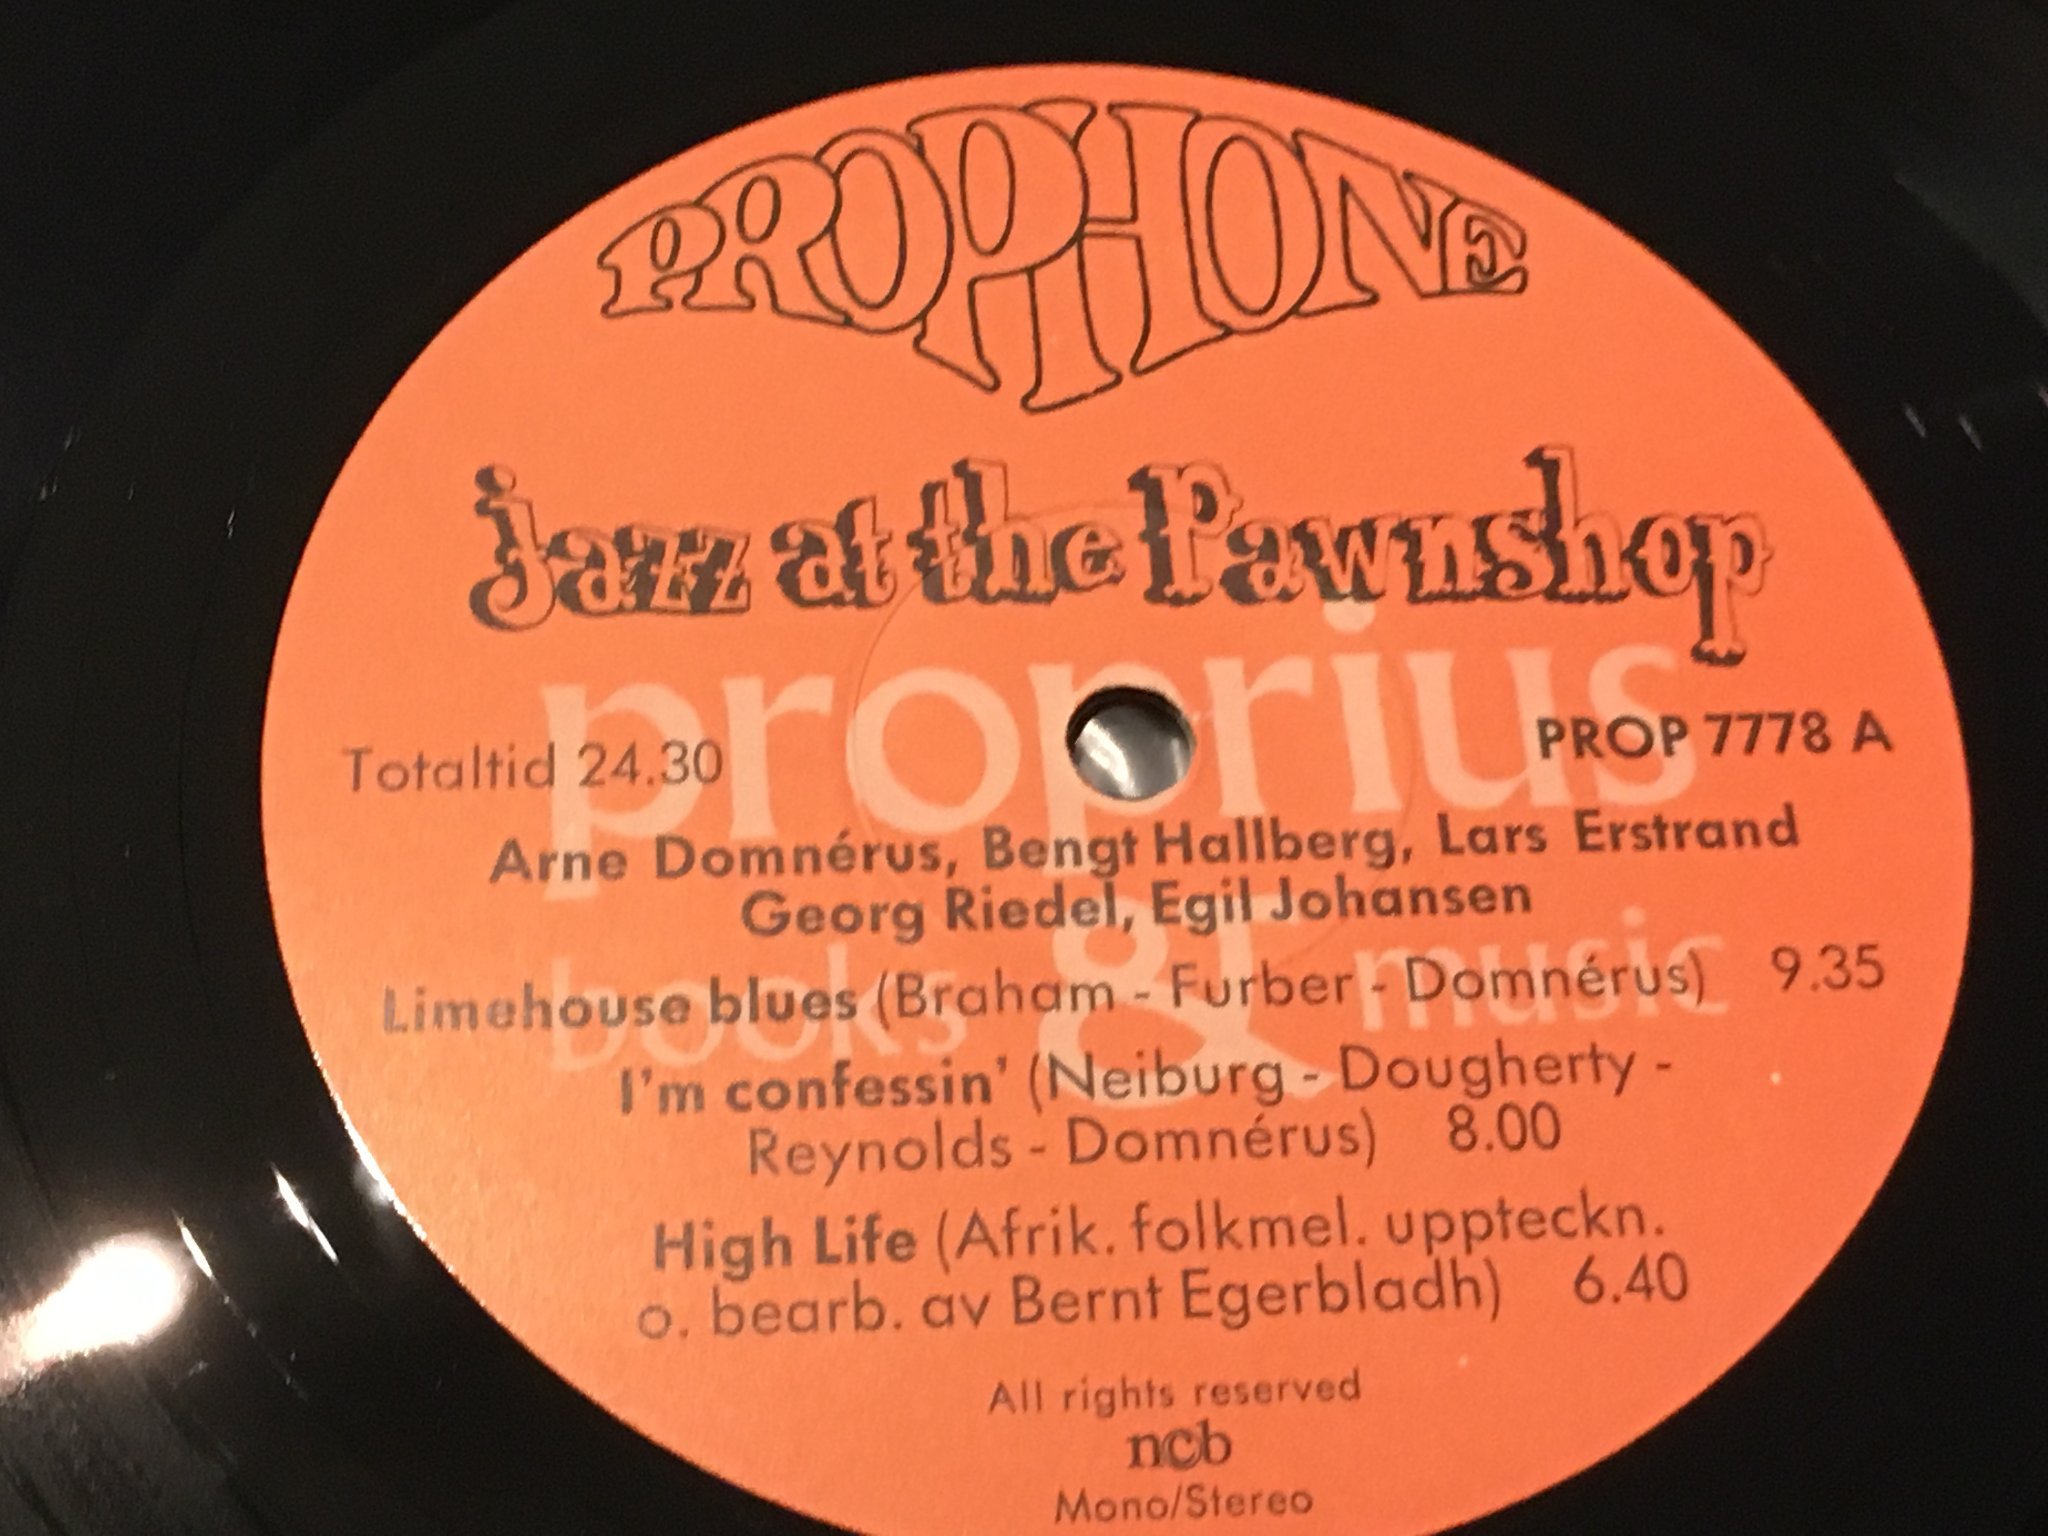 PROPHONE
jazz at the Pawnshop
proprius
Totaltid 24.30
PROP 7778 A
Arne Domnérus, Bengt Hallberg, Lars Erstrand
Georg Riedel, Egil Johansen
books & music
Limehouse blues (Braham - Furber - Domnérus) 9.35
I'm confessin' (Neiburg - Dougherty -
Reynolds - Domnérus) 8.00
High Life (Afrik. folkmel. uppteckn.
o. bearb. av Bernt Egerbladh) 6.40
All rights reserved
ncb
Mono/Stereo